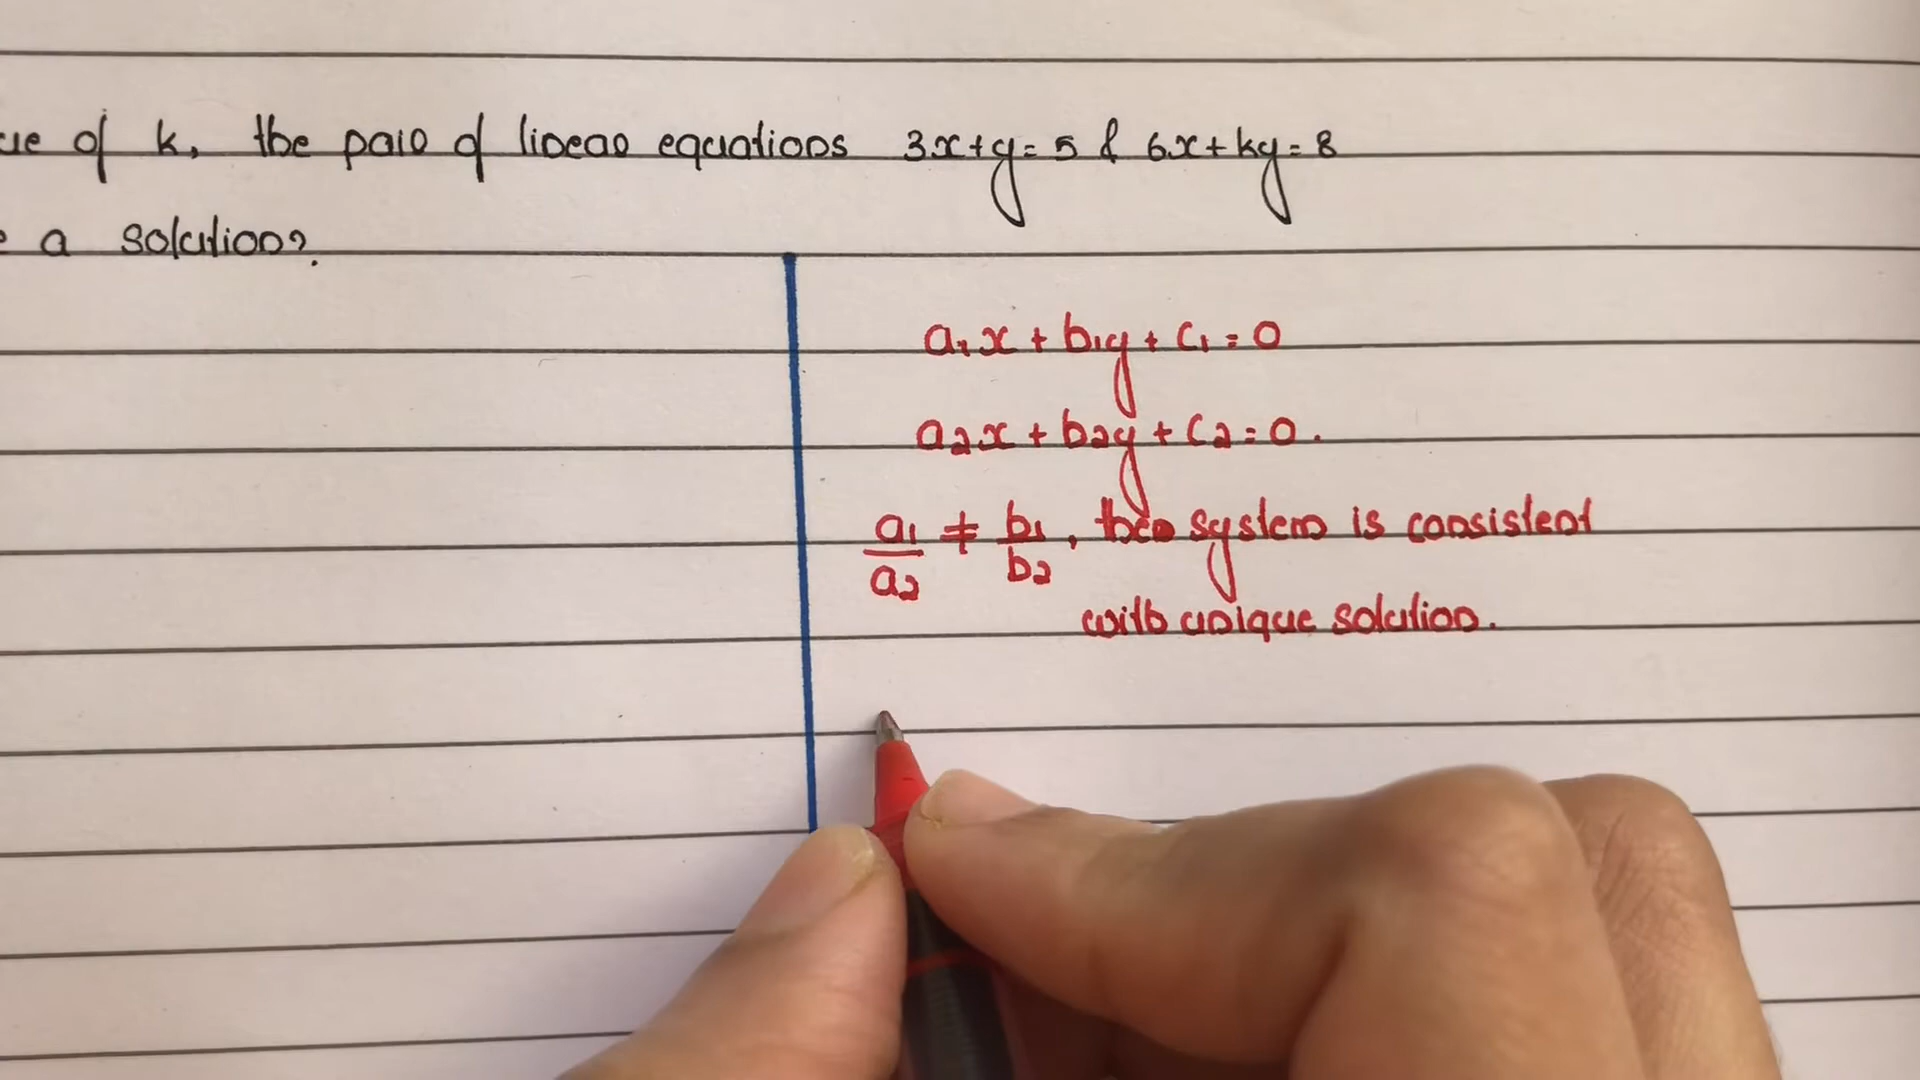 ue of k, the pair of linear equations 3x+y=5 & 6x+ky=8
a solution?
a₁x + b₁y + c₁ = 0
a₂x + b₂y + c₂ = 0.
a₁/a₂ ≠ b₁/b₂, the system is consistent
with unique solution.